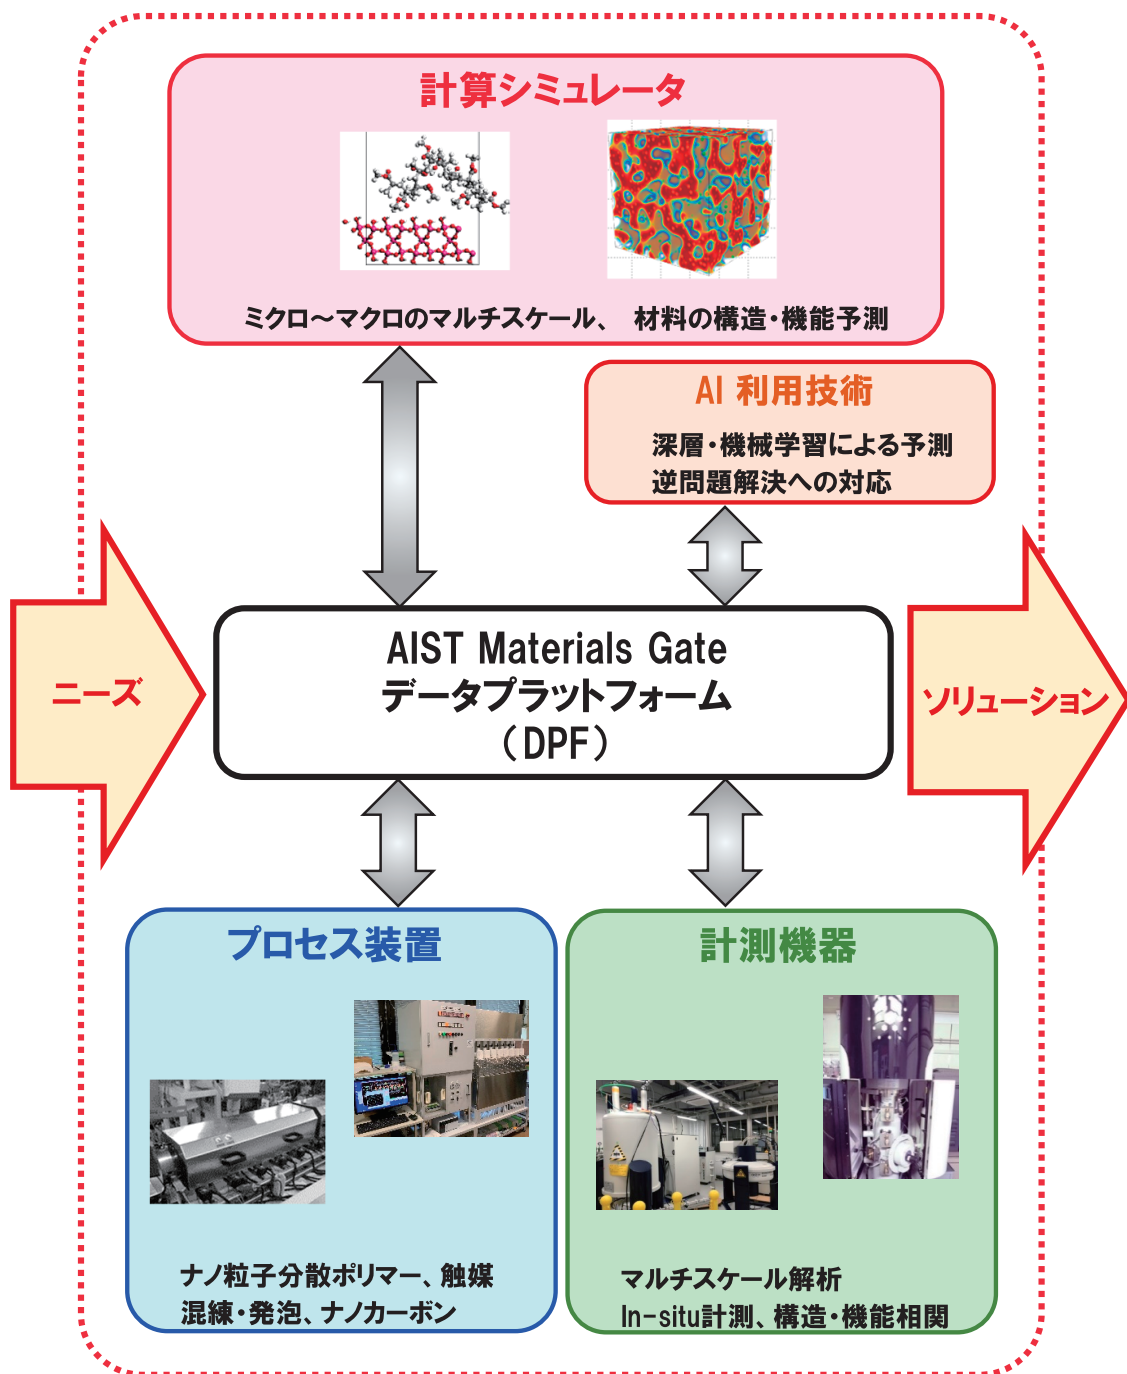 計算シミュレータ
ミクロ～マクロのマルチスケール、 材料の構造・機能予測
AI 利用技術
深層・機械学習による予測
逆問題解決への対応
ニーズ
AIST Materials Gate
データプラットフォーム
（DPF）
ソリューション
プロセス装置
ナノ粒子分散ポリマー、触媒
混練・発泡、ナノカーボン
計測機器
マルチスケール解析
In-situ計測、構造・機能相関